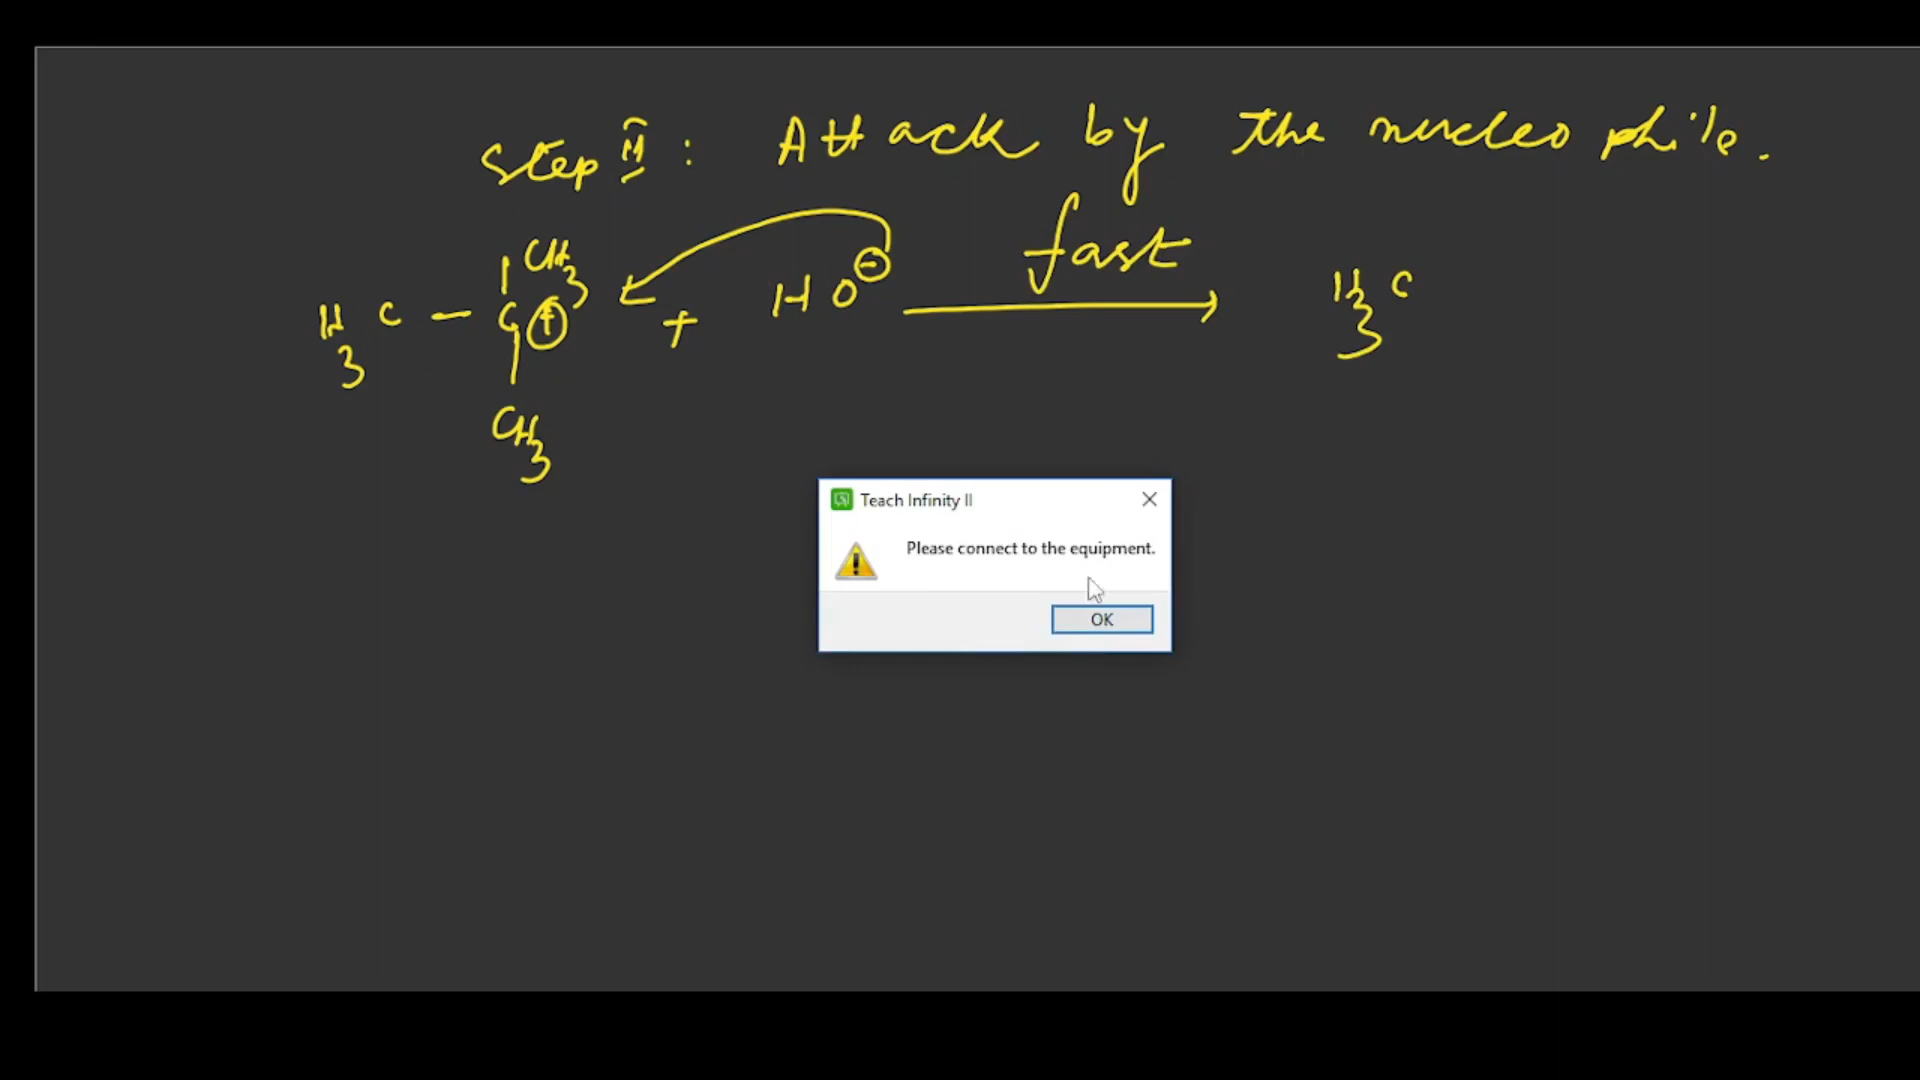 Step II : Attack by the nucleophile.
CH3
H3C - C+ + HO- fast H3C
CH3
Teach Infinity II
Please connect to the equipment.
OK